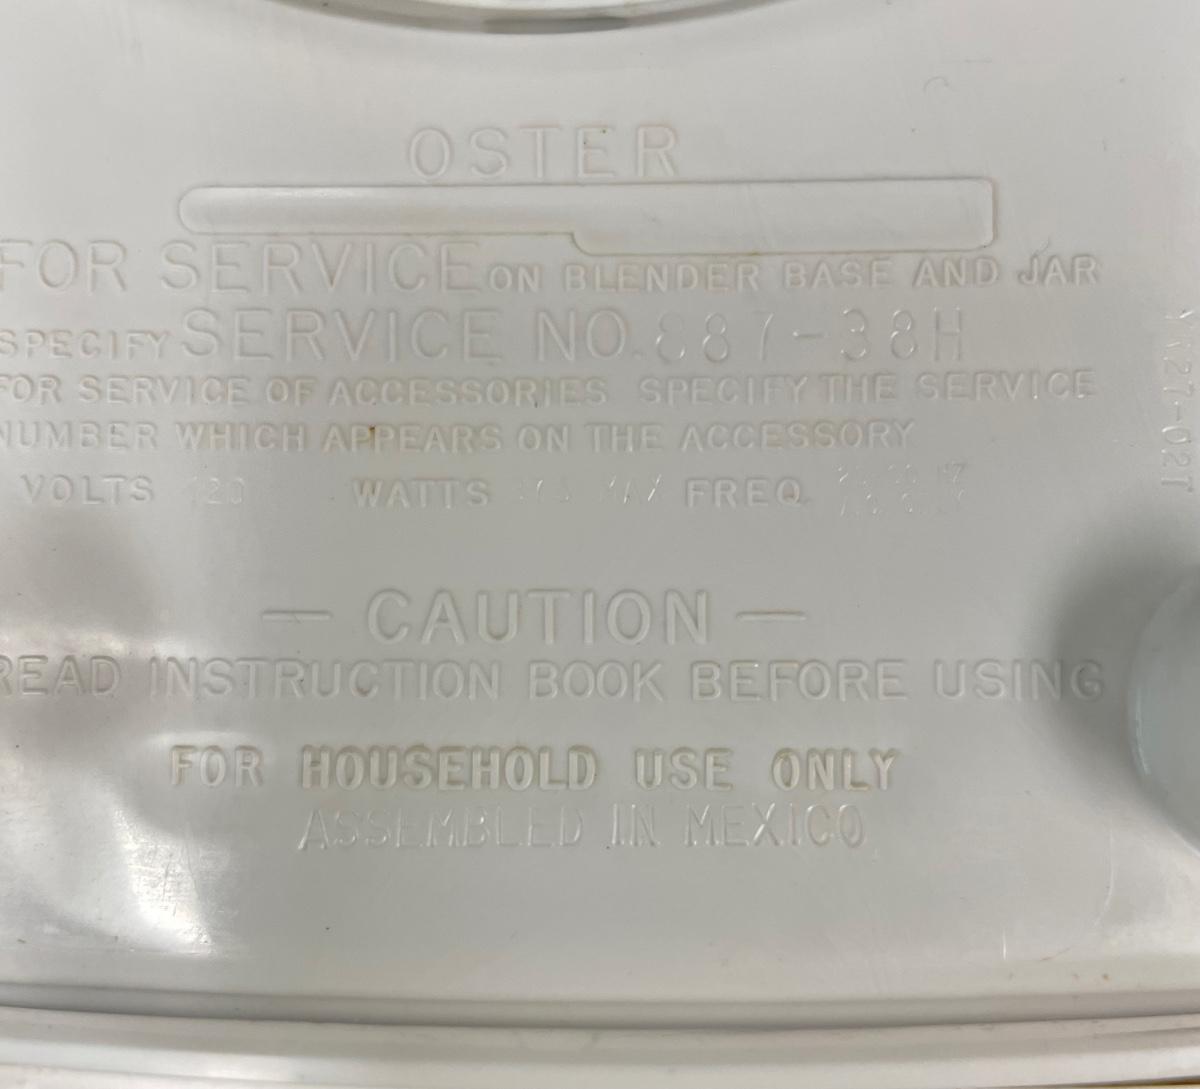 OSTER
FOR SERVICE ON BLENDER BASE AND JAR
SPECIFY SERVICE NO. 887-38H
FOR SERVICE OF ACCESSORIES SPECIFY THE SERVICE
NUMBER WHICH APPEARS ON THE ACCESSORY
VOLTS 120 WATTS MAX FREQ.
— CAUTION —
READ INSTRUCTION BOOK BEFORE USING
FOR HOUSEHOLD USE ONLY
ASSEMBLED IN MEXICO